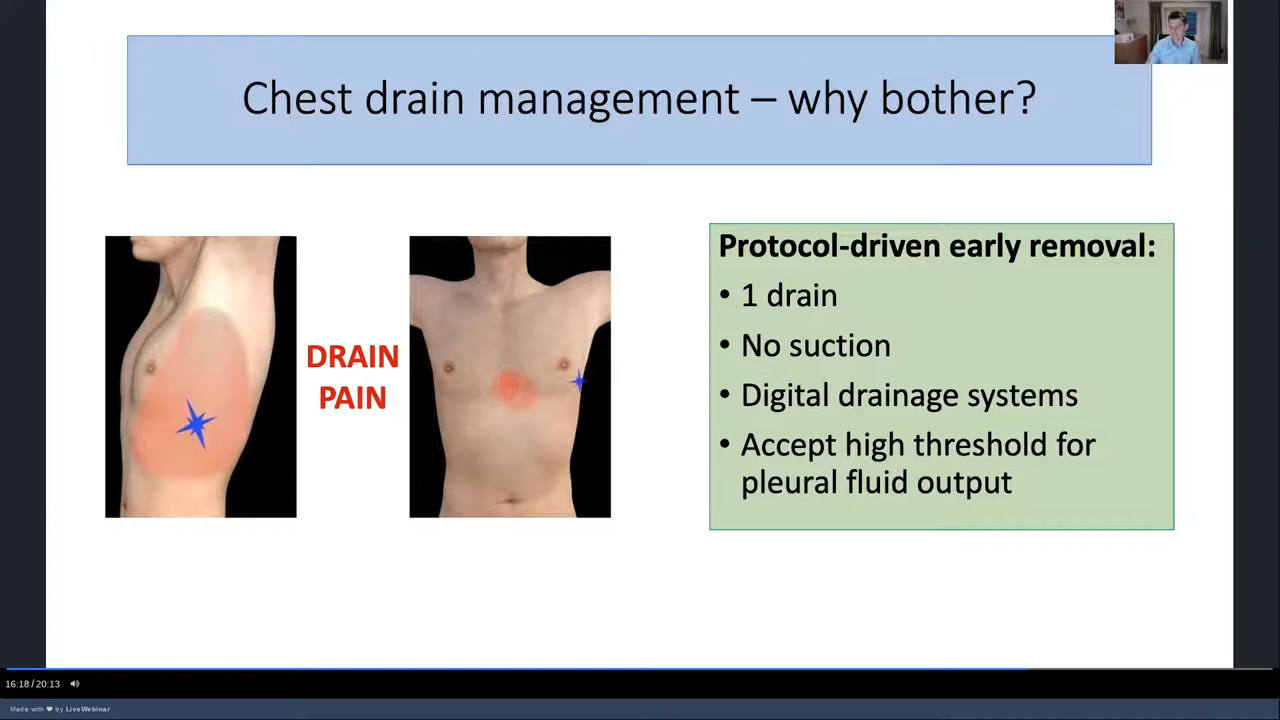 Chest drain management – why bother?
DRAIN
PAIN
Protocol-driven early removal:
• 1 drain
• No suction
• Digital drainage systems
• Accept high threshold for
pleural fluid output
16:18 / 20:13
Made with ❤ by LiveWebinar